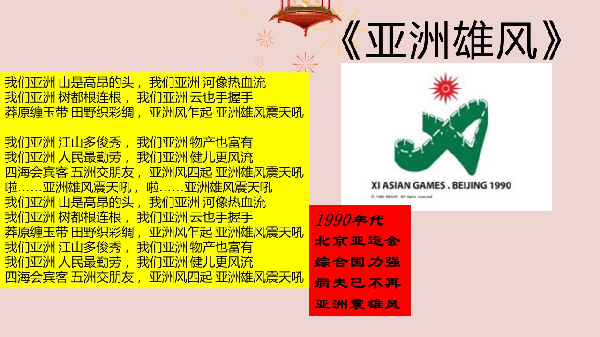 《亚洲雄风》
我们亚洲 山是高昂的头 ，我们亚洲 河像热血流
我们亚洲 树都根连根 ，我们亚洲 云也手握手
莽原缠玉带 田野织彩绸 ，亚洲风乍起 亚洲雄风震天吼
我们亚洲 江山多俊秀 ，我们亚洲 物产也富有
我们亚洲 人民最勤劳 ，我们亚洲 健儿更风流
四海会宾客 五洲交朋友 ，亚洲风四起 亚洲雄风震天吼
啦……亚洲雄风震天吼 ，啦……亚洲雄风震天吼
我们亚洲 山是高昂的头 ，我们亚洲 河像热血流
我们亚洲 树都根连根 ，我们亚洲 云也手握手
莽原缠玉带 田野织彩绸 ，亚洲风乍起 亚洲雄风震天吼
我们亚洲 江山多俊秀 ，我们亚洲 物产也富有
我们亚洲 人民最勤劳 ，我们亚洲 健儿更风流
四海会宾客 五洲交朋友 ，亚洲风四起 亚洲雄风震天吼
XI ASIAN GAMES . BEIJING 1990
All rights reserved
1990年代
北京亚运会
综合国力强
病夫已不再
亚洲震雄风